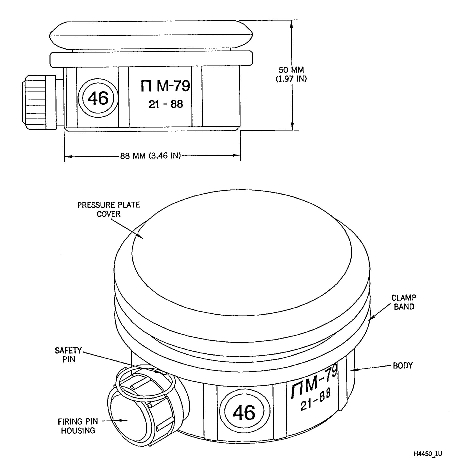 50 MM
(1.97 IN)
П М-79
46
21 - 88
88 MM (3.46 IN)
PRESSURE PLATE
COVER
CLAMP
BAND
SAFETY
PIN
BODY
ПМ-79
21-88
46
FIRING PIN
HOUSING
H4450_1U